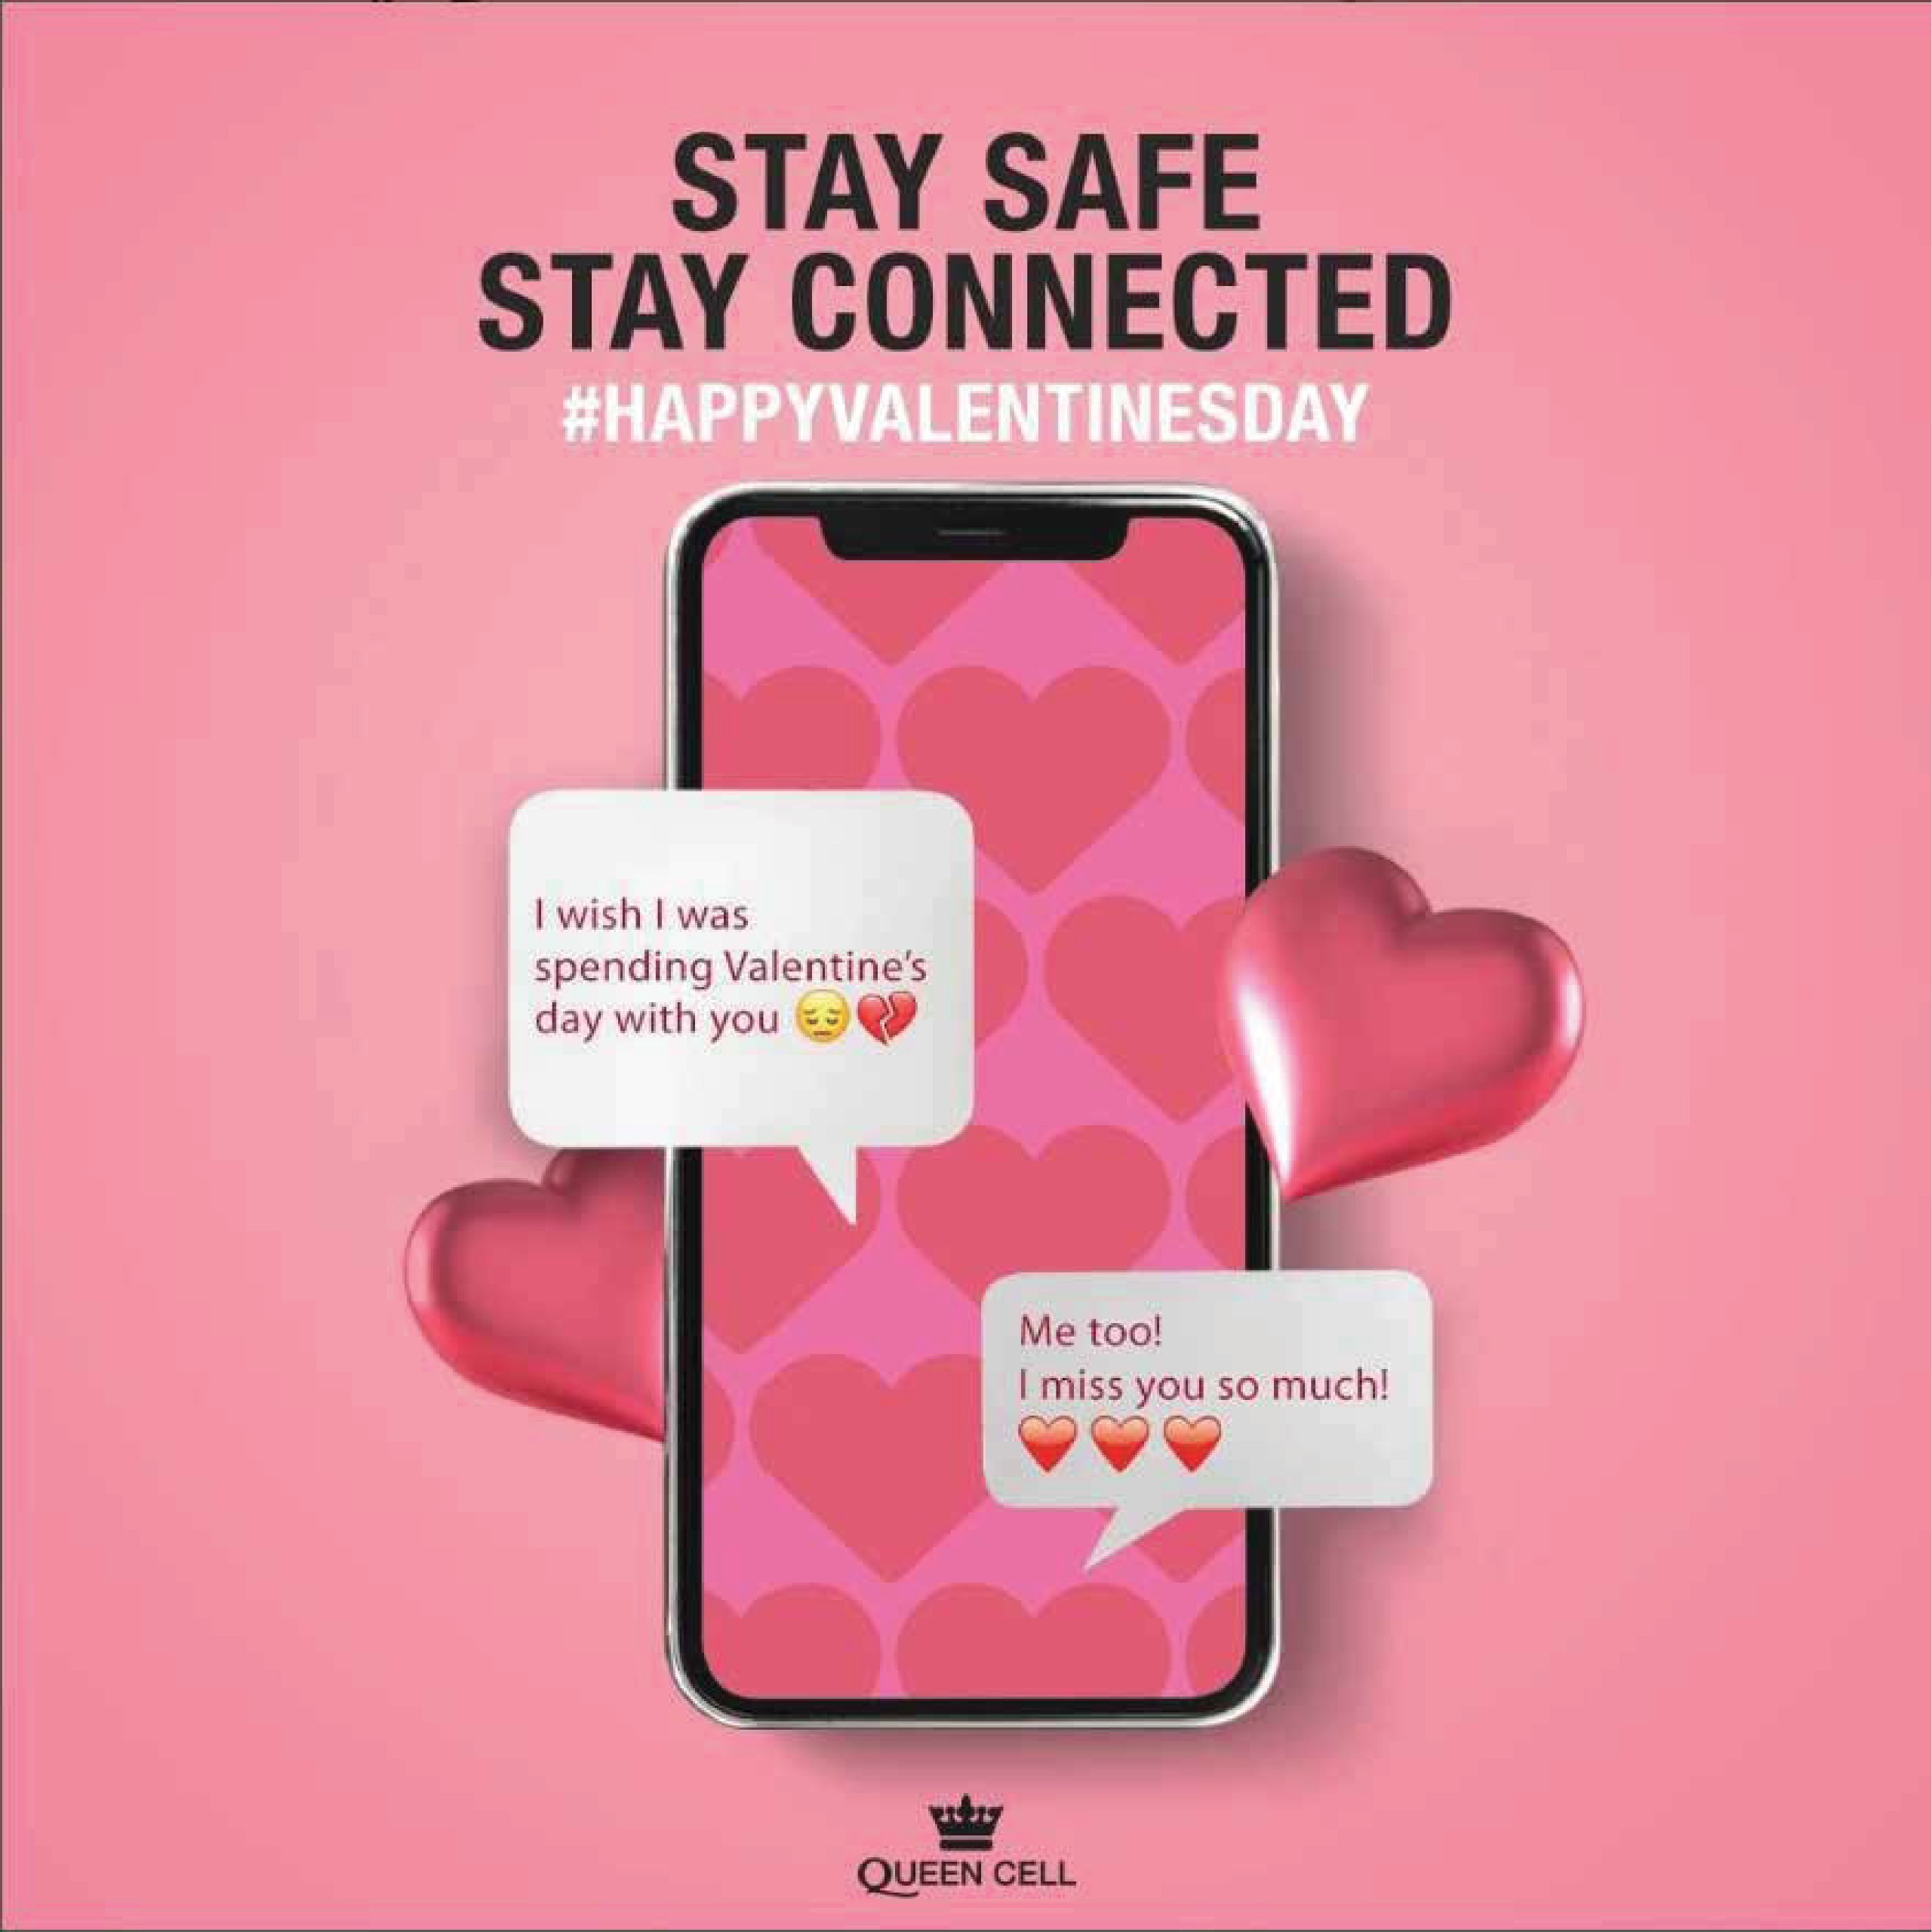 STAY SAFE
STAY CONNECTED
#HAPPYVALENTINESDAY
I wish I was
spending Valentine's
day with you 😔💔
Me too!
I miss you so much!
❤️ ❤️ ❤️
QUEEN CELL